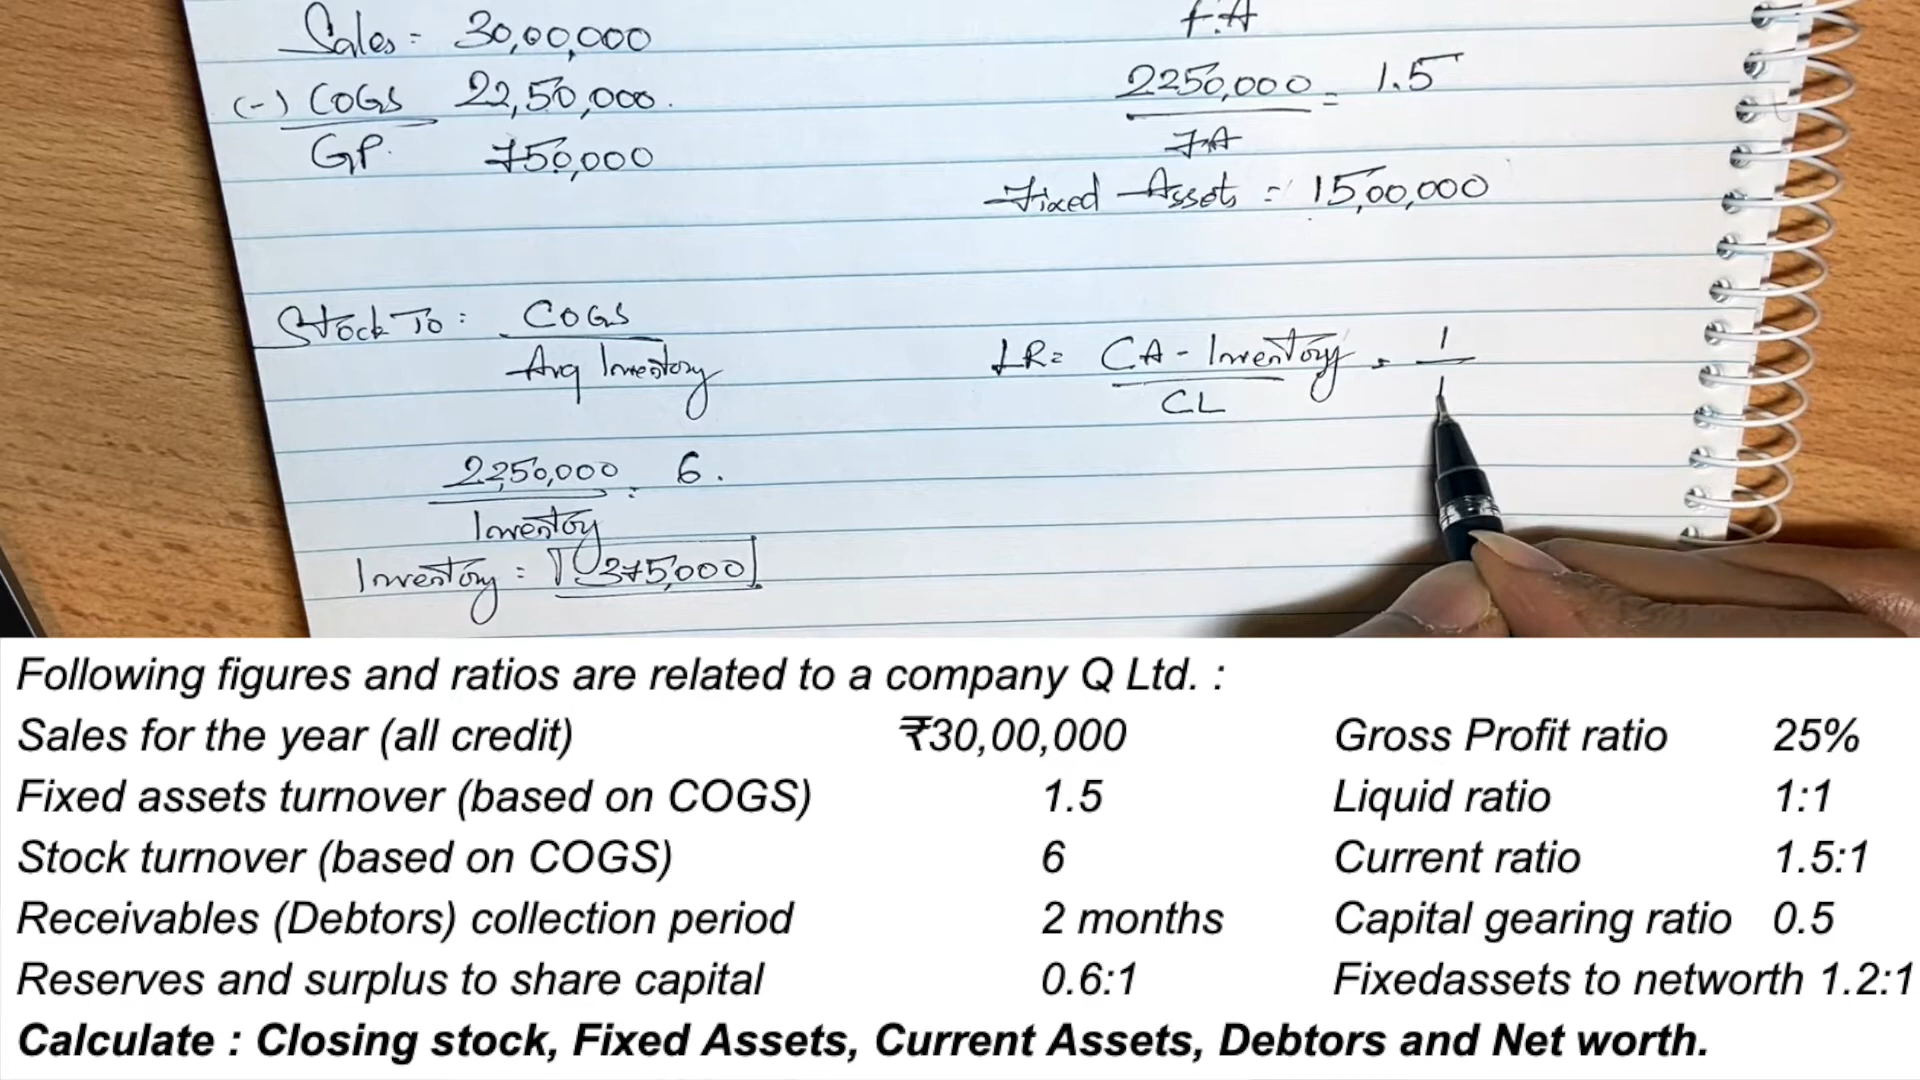 Sales = 30,00,000
(-) COGS 22,50,000.
GP. 750,000
Stock To : COGS
Avg Inventory
2250,000 = 6.
Inventoy
Inventory = 375,000
F.A
2250,000 = 1.5
FA
Fixed Assets = 15,00,000
LR= CA - Inventory = 1
CL 1
Following figures and ratios are related to a company Q Ltd. :
Sales for the year (all credit) ₹30,00,000 Gross Profit ratio 25%
Fixed assets turnover (based on COGS) 1.5 Liquid ratio 1:1
Stock turnover (based on COGS) 6 Current ratio 1.5:1
Receivables (Debtors) collection period 2 months Capital gearing ratio 0.5
Reserves and surplus to share capital 0.6:1 Fixedassets to networth 1.2:1
Calculate : Closing stock, Fixed Assets, Current Assets, Debtors and Net worth.